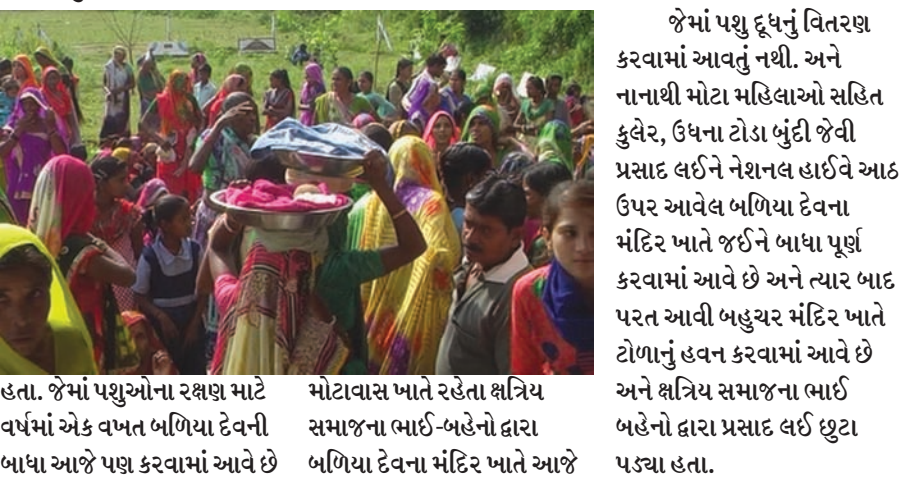 હતા. જેમાં પશુઓના રક્ષણ માટે
વર્ષમાં એક વખત બળિયા દેવની
બાધા આજે પણ કરવામાં આવે છે
મોટાવાસ ખાતે રહેતા ક્ષત્રિય
સમાજના ભાઈ-બહેનો દ્વારા
બળિયા દેવના મંદિર ખાતે આજે
જેમાં પશુ દૂધનું વિતરણ
કરવામાં આવતું નથી. અને
નાનાથી મોટા મહિલાઓ સહિત
કુલેર, ઉધના ટોડા બુંદી જેવી
પ્રસાદ લઈને નેશનલ હાઈવે આઠ
ઉપર આવેલ બળિયા દેવના
મંદિર ખાતે જઈને બાધા પૂર્ણ
કરવામાં આવે છે અને ત્યાર બાદ
પરત આવી બહુચર મંદિર ખાતે
ટોળાનું હવન કરવામાં આવે છે
અને ક્ષત્રિય સમાજના ભાઈ
બહેનો દ્વારા પ્રસાદ લઈ છુટા
પડ્યા હતા.